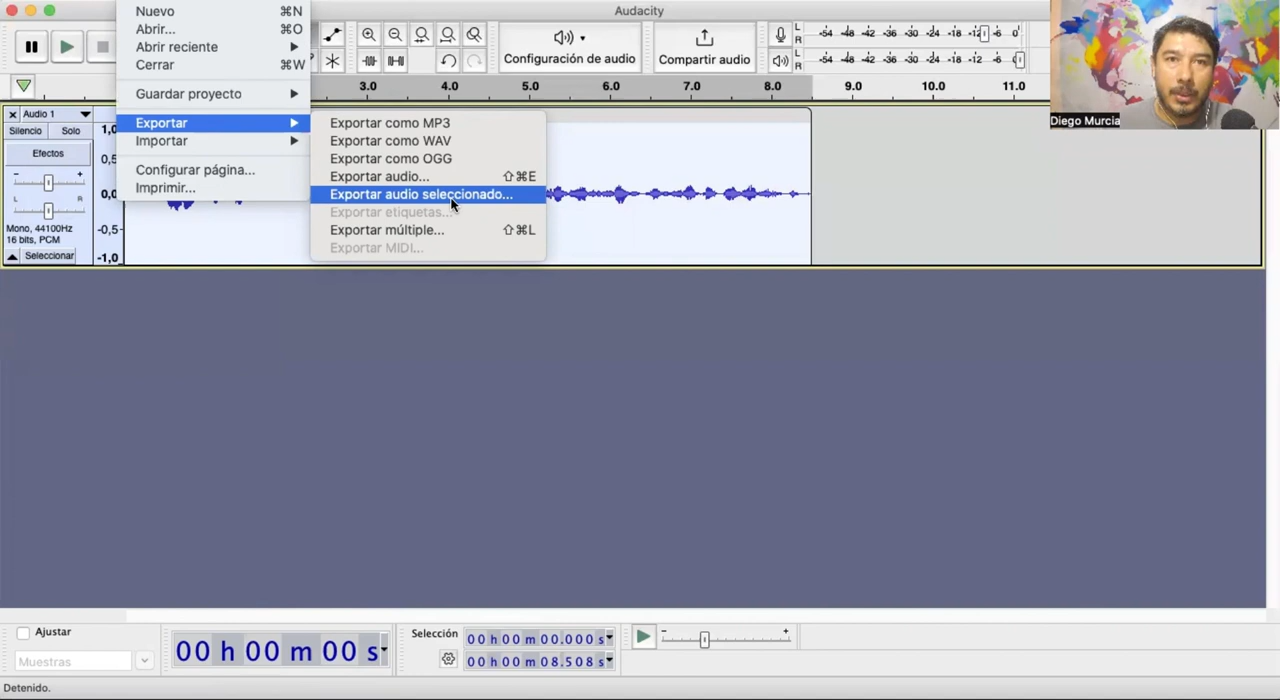 Audacity
Nuevo ⌘N
Abrir... ⌘O
Abrir reciente
Cerrar ⌘W
Guardar proyecto
Exportar
Importar
Configurar página...
Imprimir...
Exportar como MP3
Exportar como WAV
Exportar como OGG
Exportar audio... ⇧⌘E
Exportar audio seleccionado...
Exportar etiquetas...
Exportar múltiple... ⇧⌘L
Exportar MIDI...
Configuración de audio
Compartir audio
L
R
-54 -48 -42 -36 -30 -24 -18 -12 -6 0
L
R
-54 -48 -42 -36 -30 -24 -18 -12 -6 0
Diego Murcia
3.0 4.0 5.0 6.0 7.0 8.0 9.0 10.0 11.0
Audio 1
Silencio Solo
Efectos
- +
L R
Mono, 44100Hz
16 bits, PCM
Seleccionar
1,0
0,5
0,0
-0,5
-1,0
Ajustar
Muestras
00 h 00 m 00 s
Selección
00 h 00 m 00.000 s
00 h 00 m 08.508 s
- +
Detenido.